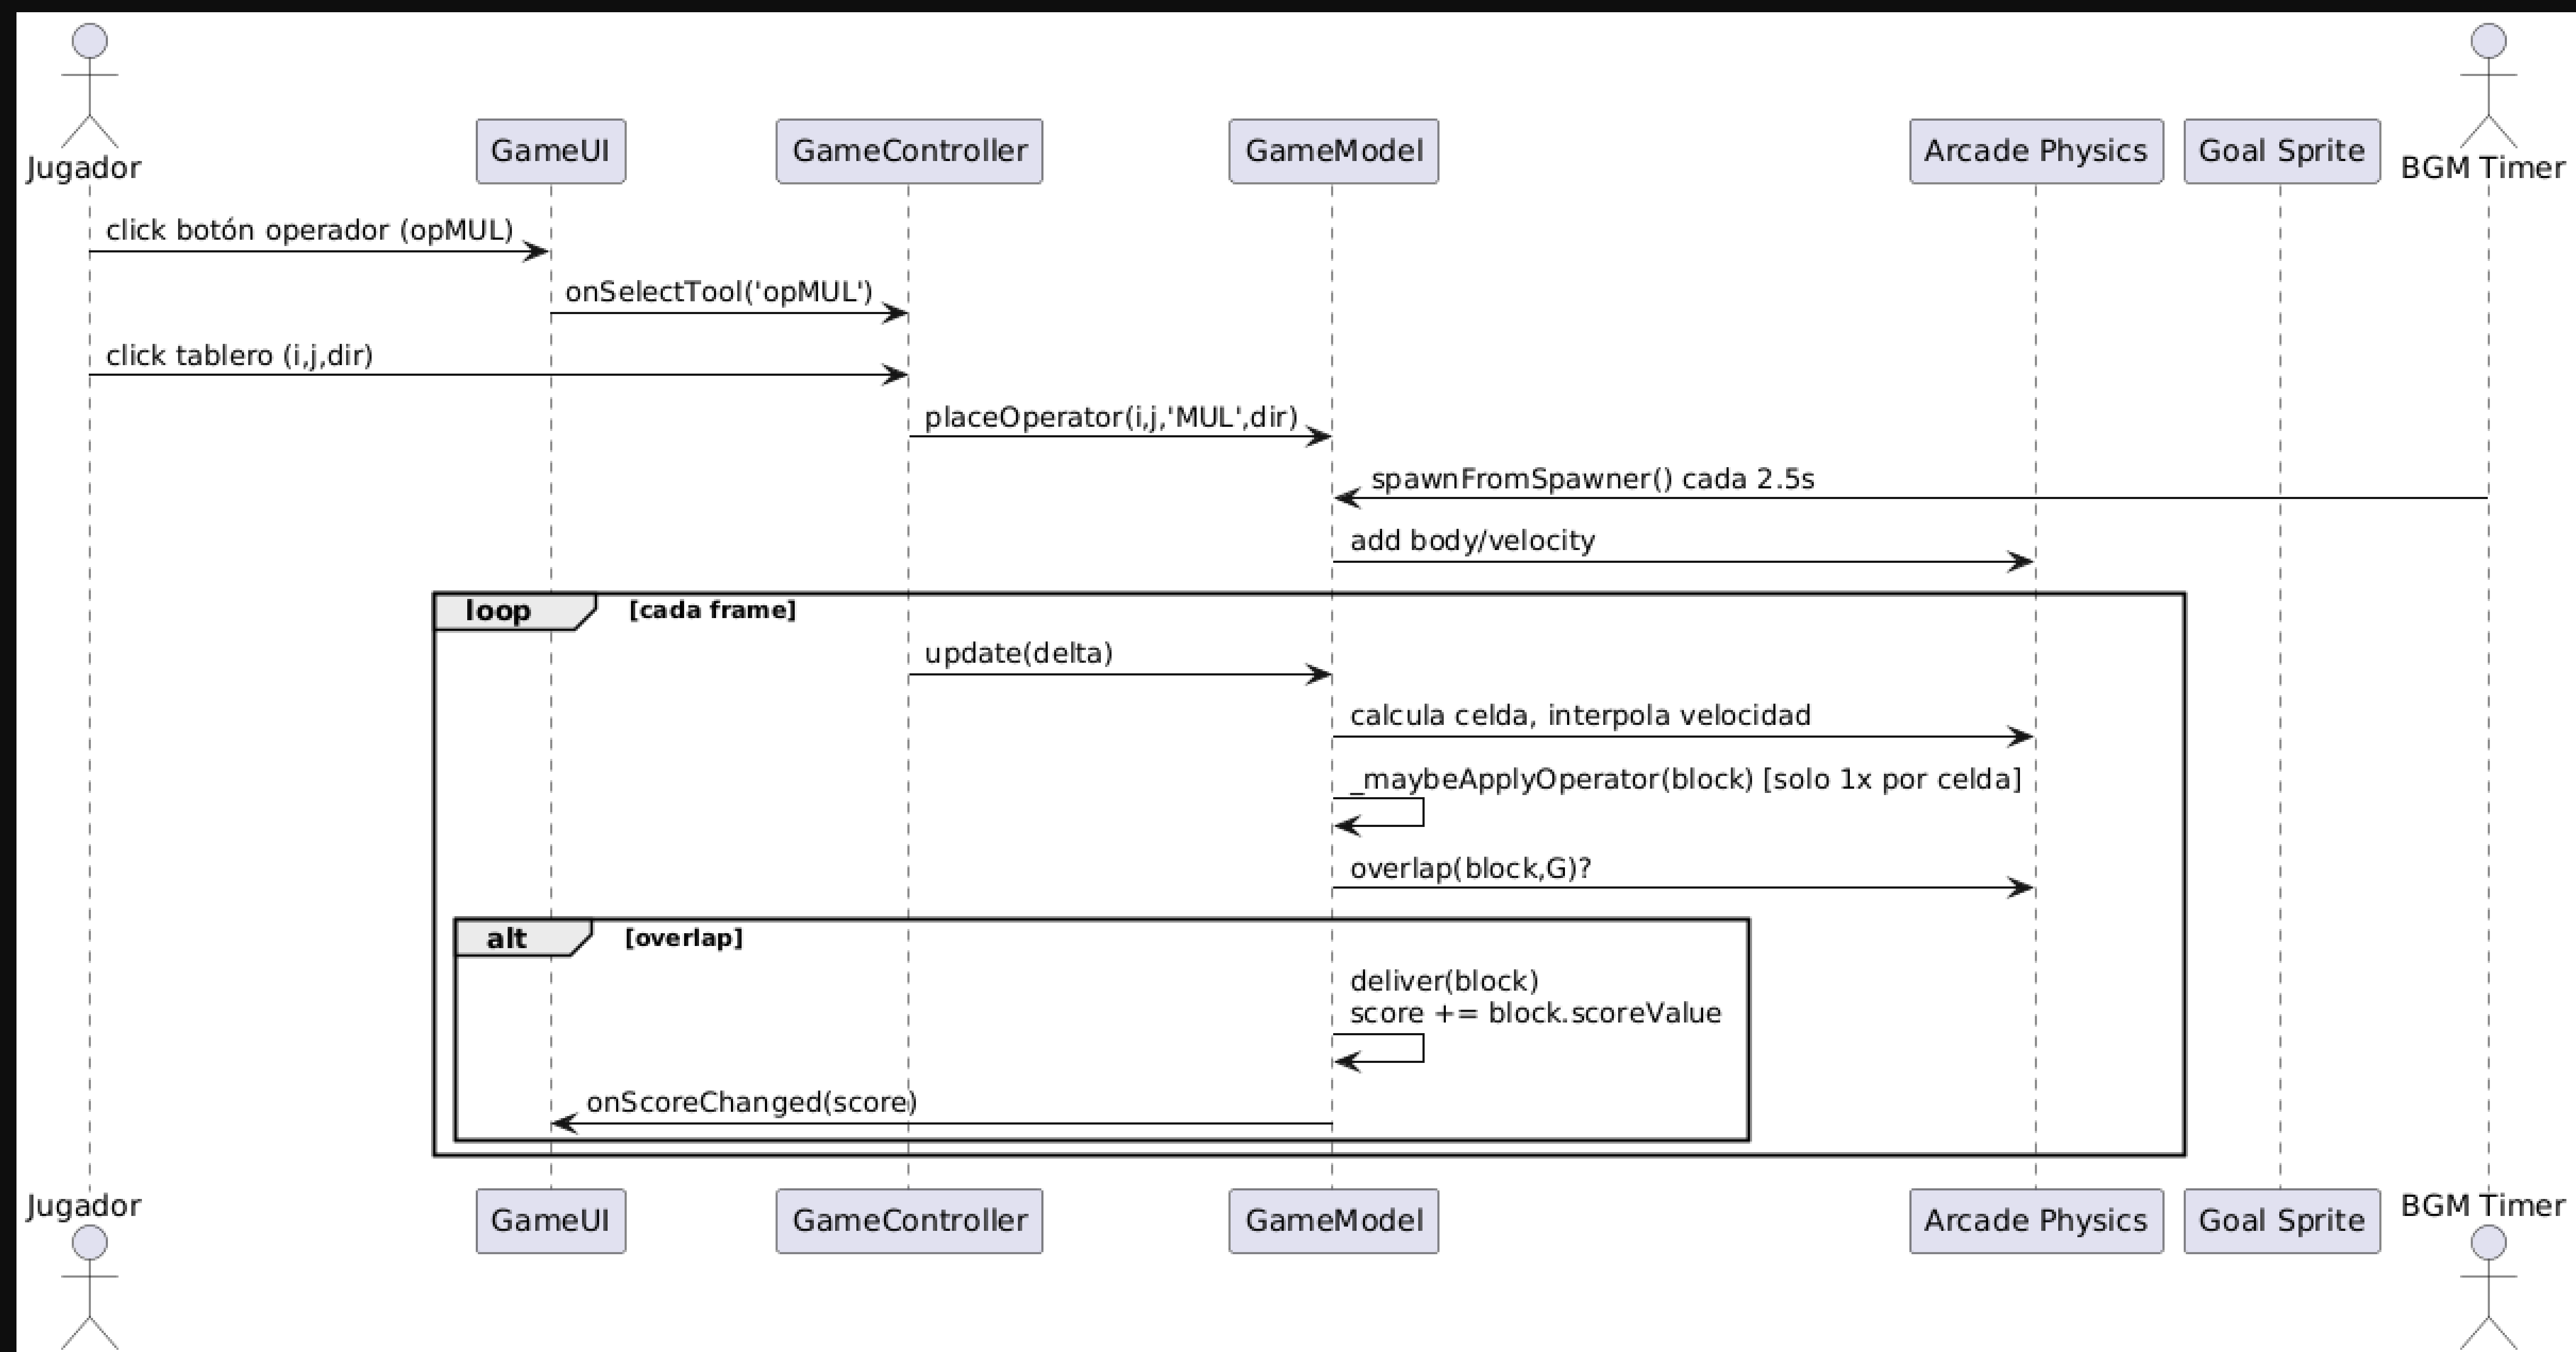 Jugador
GameUI
GameController
GameModel
Arcade Physics
Goal Sprite
BGM Timer
click botón operador (opMUL)
onSelectTool('opMUL')
click tablero (i,j,dir)
placeOperator(i,j,'MUL',dir)
spawnFromSpawner() cada 2.5s
add body/velocity
loop [cada frame]
update(delta)
calcula celda, interpola velocidad
_maybeApplyOperator(block) [solo 1x por celda]
overlap(block,G)?
alt [overlap]
deliver(block)
score += block.scoreValue
onScoreChanged(score)
Jugador
GameUI
GameController
GameModel
Arcade Physics
Goal Sprite
BGM Timer